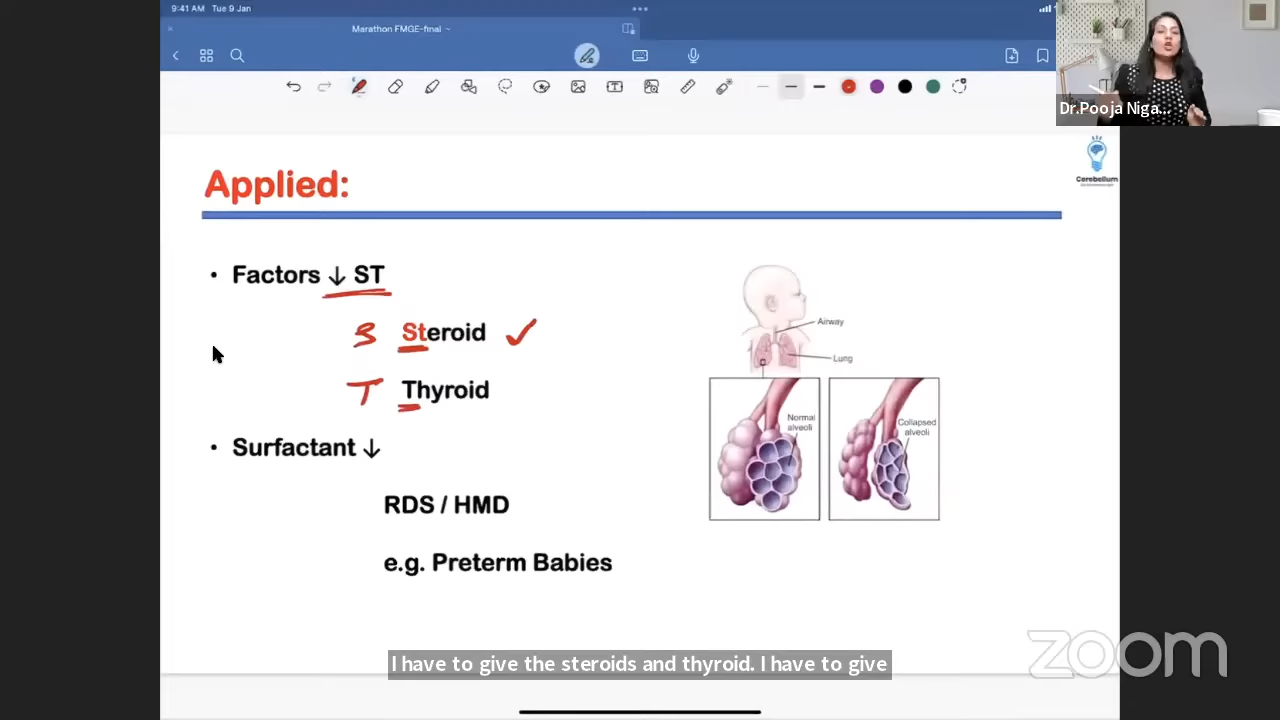 9:41 AM Tue 9 Jan
Marathon FMGE-final
Dr.Pooja Niga...
Cerebellum
Applied:
• Factors ↓ ST
S Steroid ✓
T Thyroid
• Surfactant ↓
RDS / HMD
e.g. Preterm Babies
Airway
Lung
Normal
alveoli
Collapsed
alveoli
I have to give the steroids and thyroid. I have to give
zoom